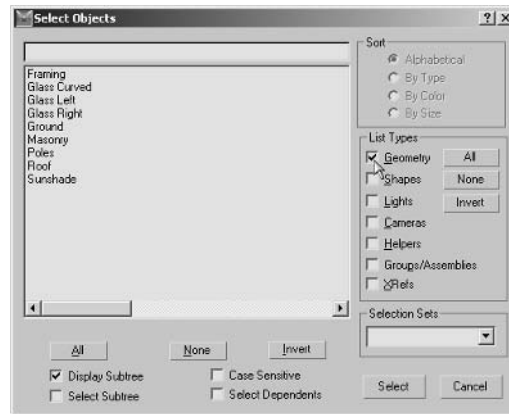 Select Objects
Framing
Glass Curved
Glass Left
Glass Right
Ground
Masonry
Poles
Roof
Sunshade
All
None
Invert
Display Subtree
Case Sensitive
Select Subtree
Select Dependents
Sort
Alphabetical
By Type
By Color
By Size
List Types
Geometry
All
Shapes
None
Lights
Invert
Cameras
Helpers
Groups/Assemblies
XRefs
Selection Sets
Select
Cancel